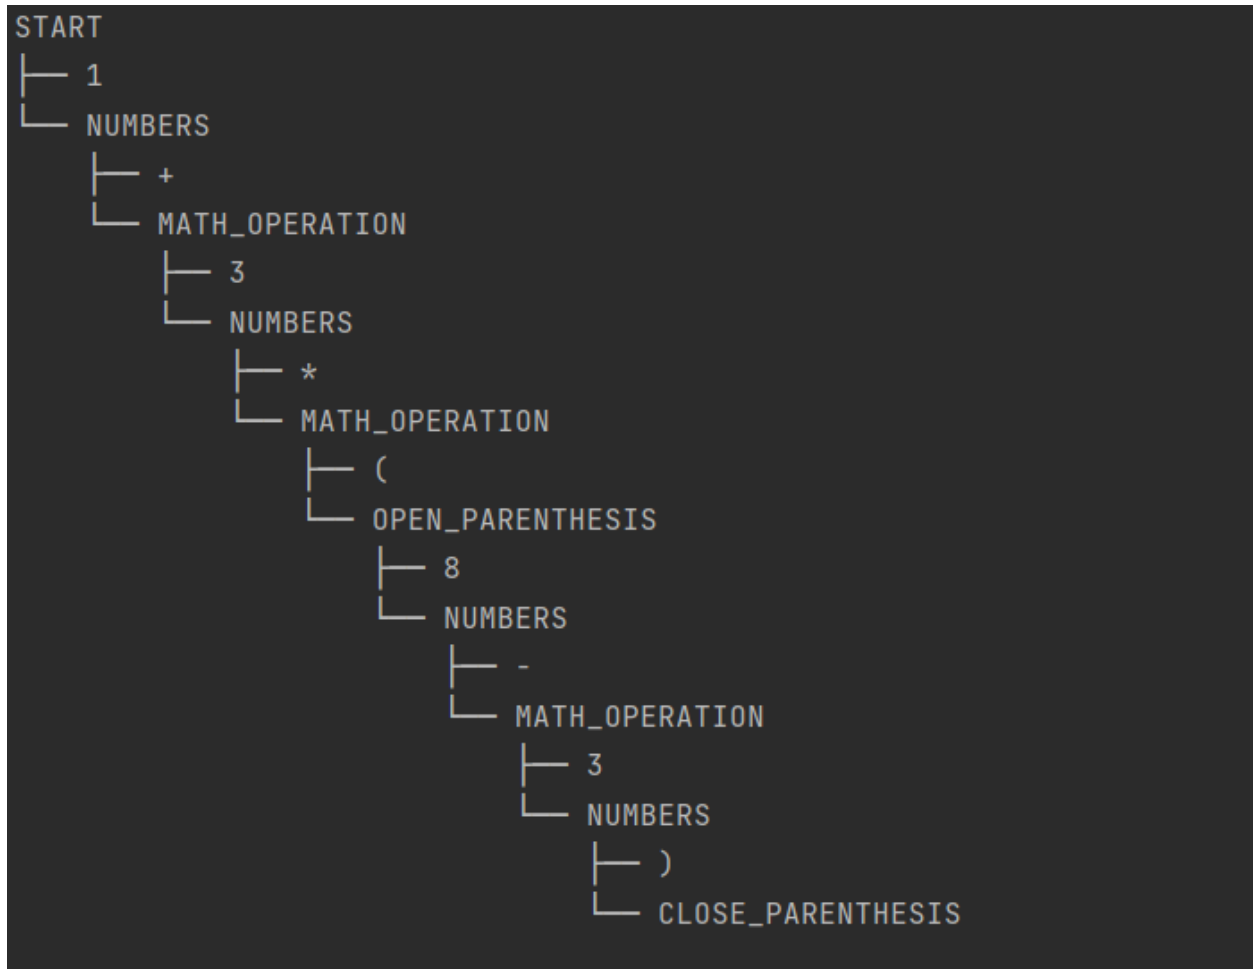 START
├── 1
└── NUMBERS
    ├── +
    └── MATH_OPERATION
        ├── 3
        └── NUMBERS
            ├── *
            └── MATH_OPERATION
                ├── (
                └── OPEN_PARENTHESIS
                    ├── 8
                    └── NUMBERS
                        ├── -
                        └── MATH_OPERATION
                            ├── 3
                            └── NUMBERS
                                ├── )
                                └── CLOSE_PARENTHESIS